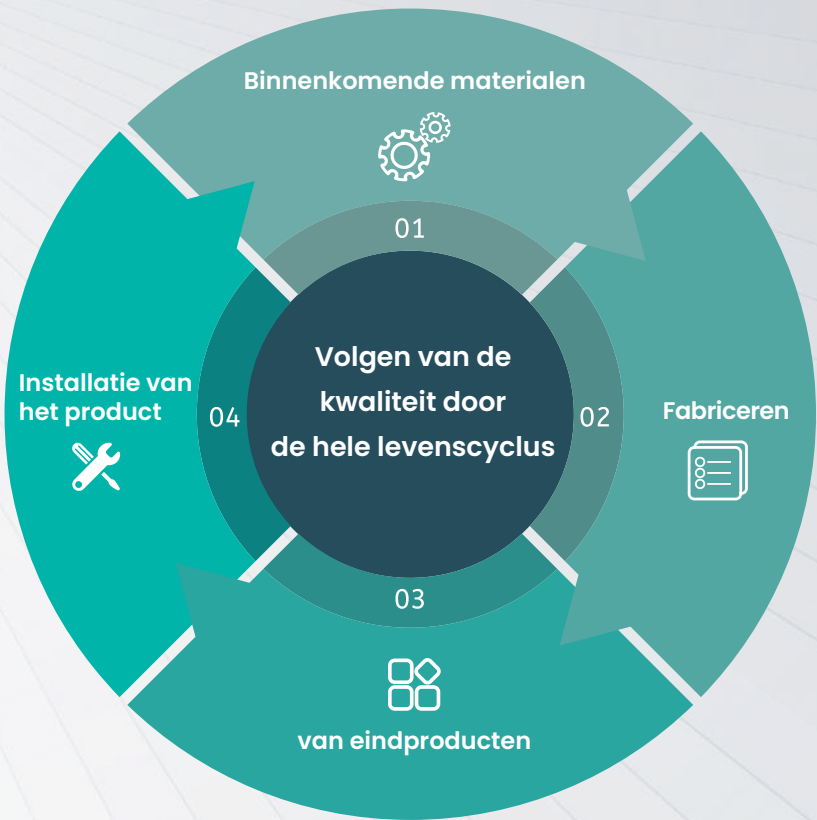 Binnenkomende materialen
01
Volgen van de
kwaliteit door
de hele levenscyclus
02
Fabriceren
03
van eindproducten
04
Installatie van
het product